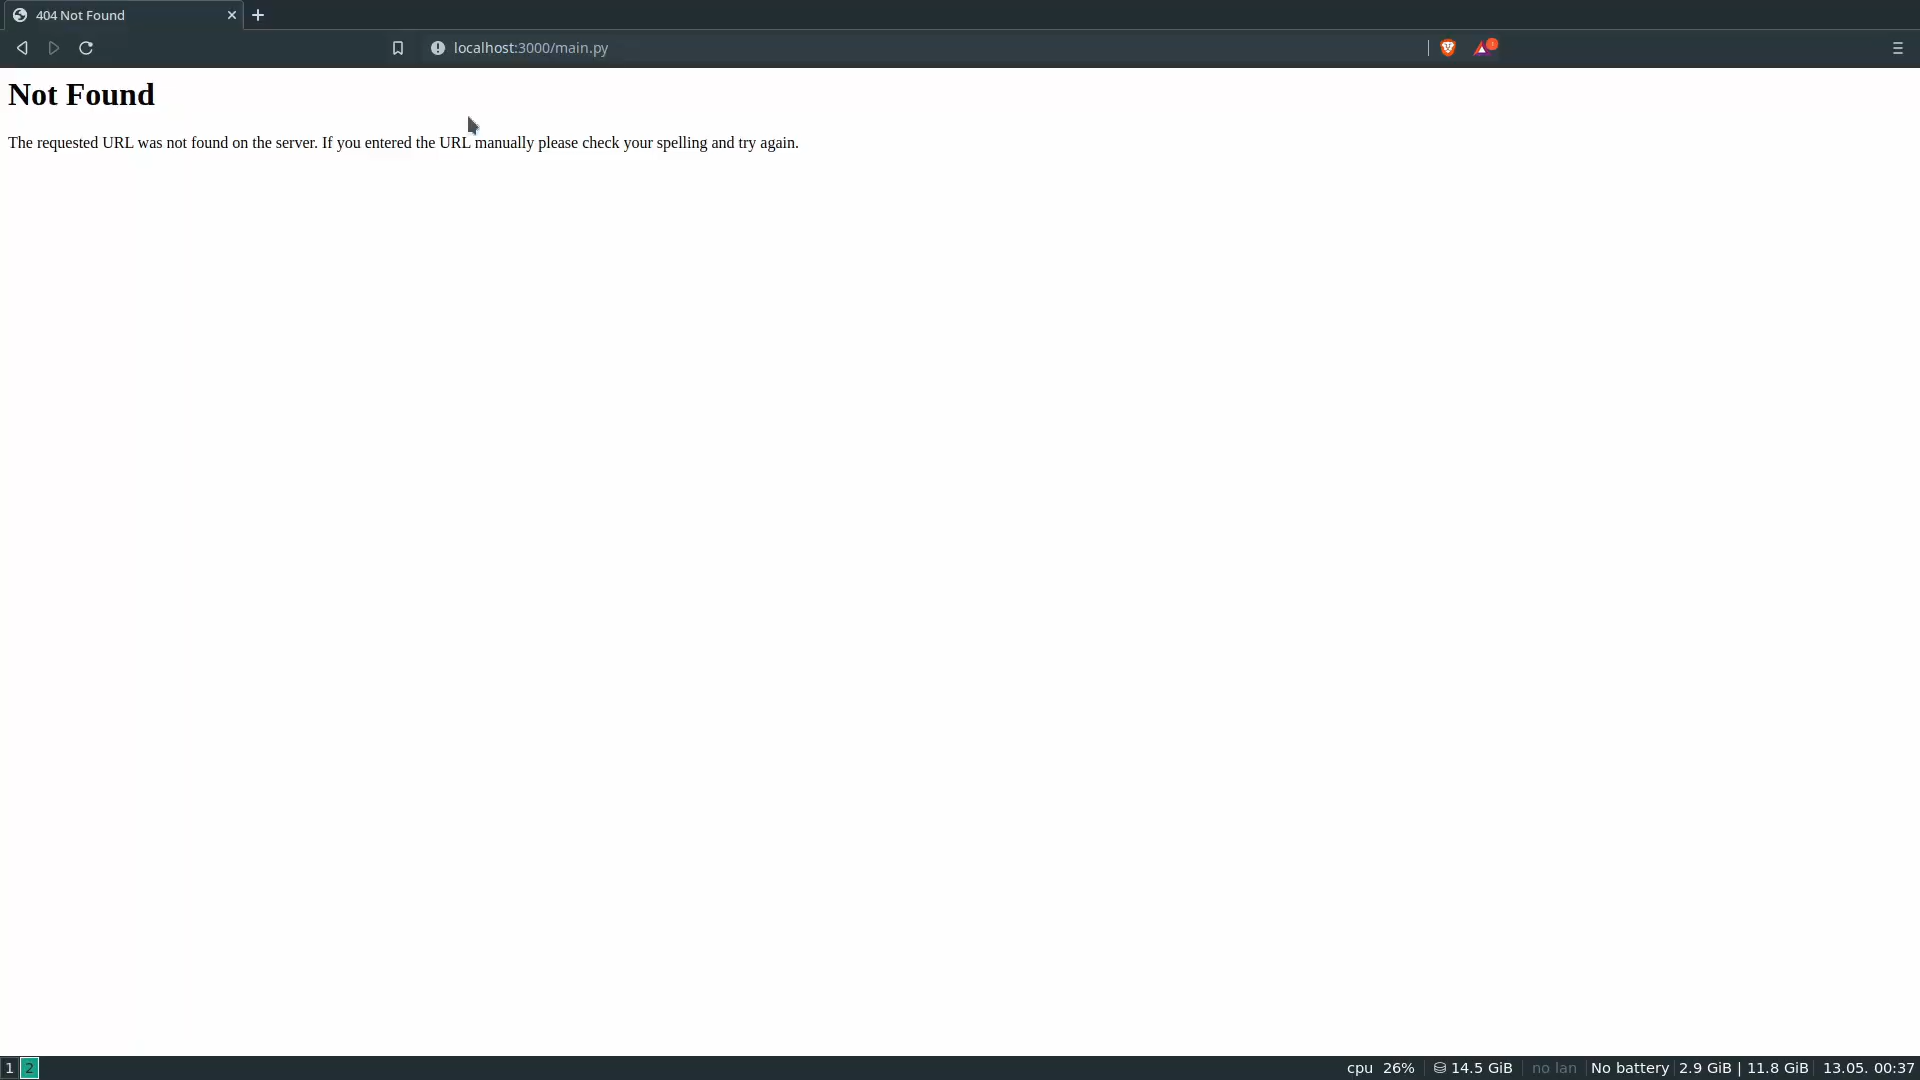 404 Not Found
localhost:3000/main.py
Not Found
The requested URL was not found on the server. If you entered the URL manually please check your spelling and try again.
1 2 cpu 26% 14.5 GiB no lan No battery 2.9 GiB | 11.8 GiB 13.05. 00:37